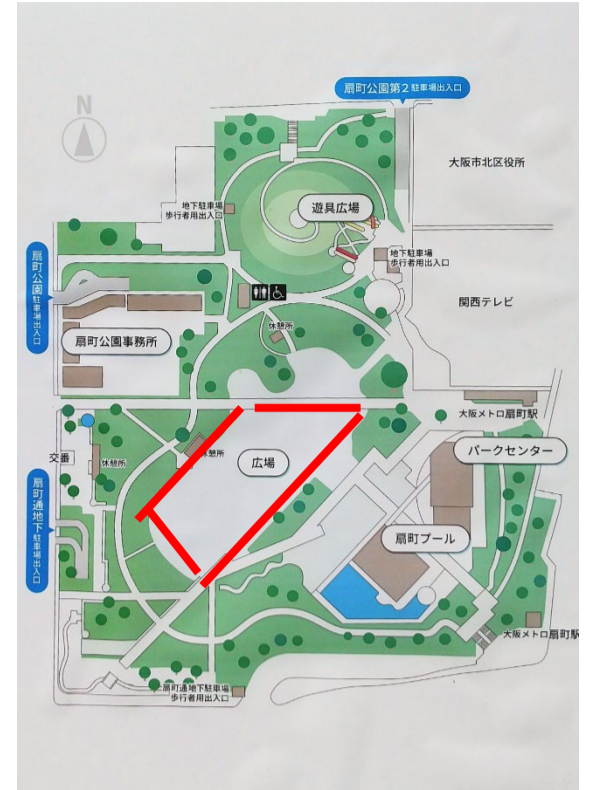 扇町公園第2駐車場出入口
N
大阪市北区役所
地下駐車場
歩行者用出入口
遊具広場
地下駐車場
歩行者用出入口
扇町公園駐車場出入口
関西テレビ
休憩所
扇町公園事務所
大阪メトロ扇町駅
交番
休憩所
休憩所
広場
パークセンター
扇町通地下駐車場出入口
扇町プール
大阪メトロ扇町駅
扇町通地下駐車場
歩行者用出入口